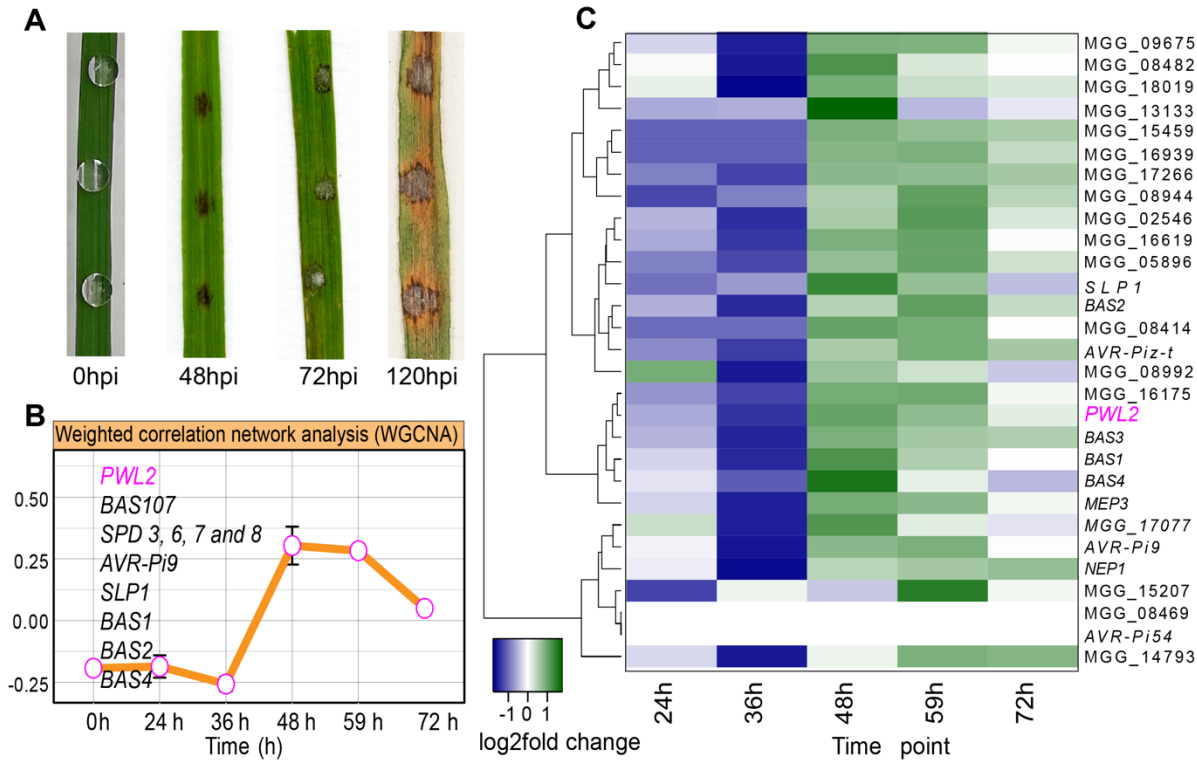 A
0hpi
48hpi
72hpi
120hpi
B
Weighted correlation network analysis (WGCNA)
PWL2
BAS107
SPD 3, 6, 7 and 8
AVR-Pi9
SLP1
BAS1
BAS2
BAS4
0.50
0.25
0.00
-0.25
0h
24 h
36 h
48 h
59 h
72 h
Time (h)
C
MGG_09675
MGG_08482
MGG_18019
MGG_13133
MGG_15459
MGG_16939
MGG_17266
MGG_08944
MGG_02546
MGG_16619
MGG_05896
SLP1
BAS2
MGG_08414
AVR-Piz-t
MGG_08992
MGG_16175
PWL2
BAS3
BAS1
BAS4
MEP3
MGG_17077
AVR-Pi9
NEP1
MGG_15207
MGG_08469
AVR-Pi54
MGG_14793
24h
36h
48h
59h
72h
Time point
-1 0 1
log2fold change